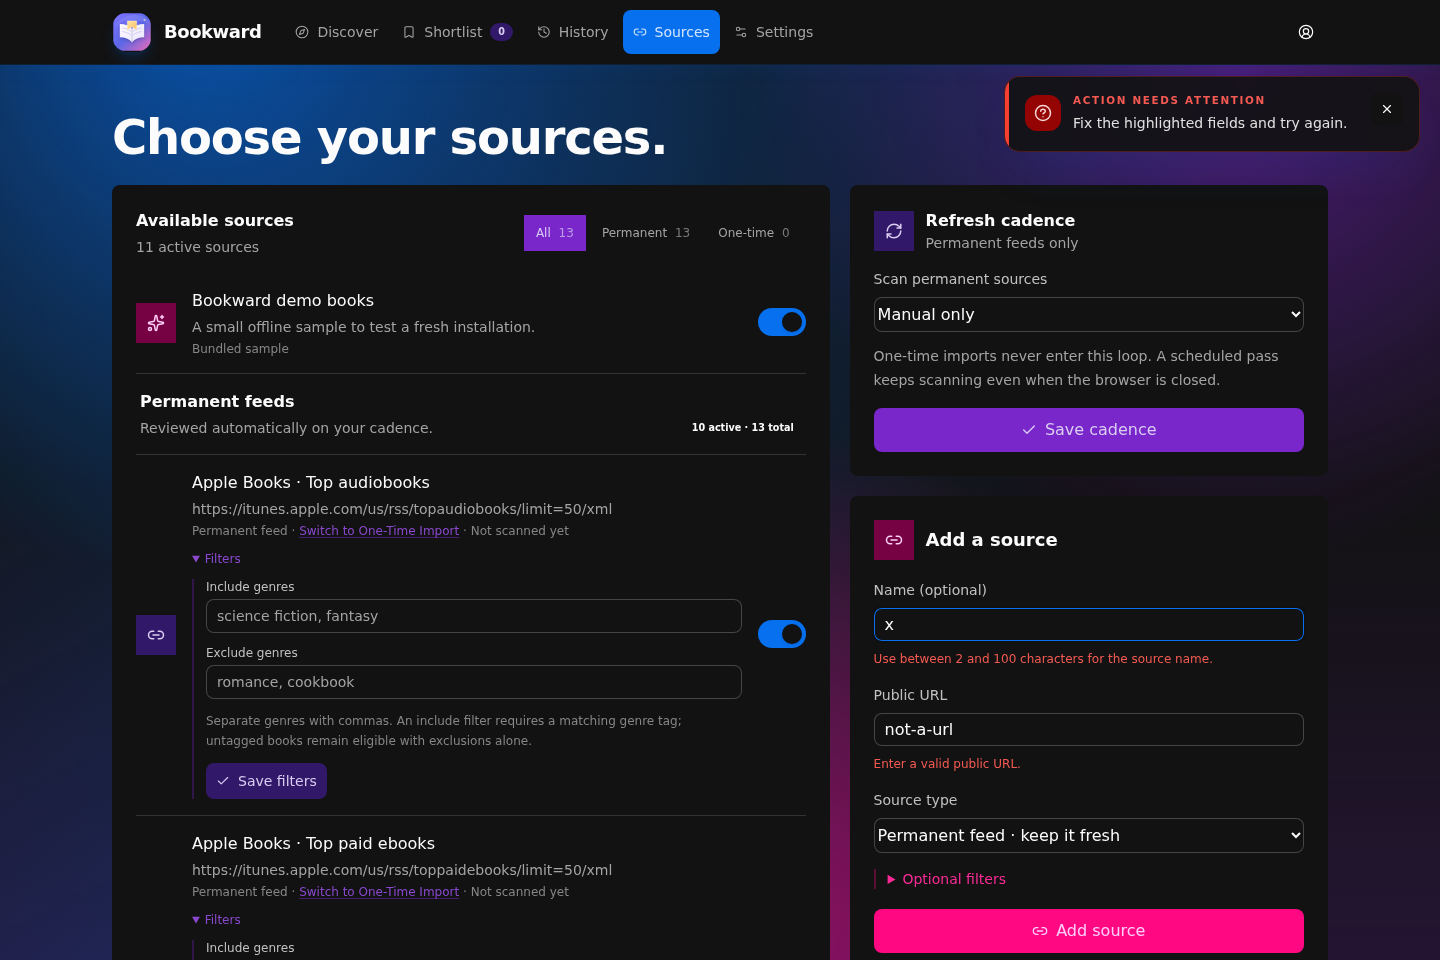 Bookward
Discover
Shortlist 0
History
Sources
Settings
ACTION NEEDS ATTENTION
Fix the highlighted fields and try again.
Choose your sources.
Available sources
11 active sources
All 13
Permanent 13
One-time 0
Bookward demo books
A small offline sample to test a fresh installation.
Bundled sample
Permanent feeds
Reviewed automatically on your cadence.
10 active · 13 total
Apple Books · Top audiobooks
https://itunes.apple.com/us/rss/topaudiobooks/limit=50/xml
Permanent feed · Switch to One-Time Import · Not scanned yet
Filters
Include genres
science fiction, fantasy
Exclude genres
romance, cookbook
Separate genres with commas. An include filter requires a matching genre tag;
untagged books remain eligible with exclusions alone.
Save filters
Apple Books · Top paid ebooks
https://itunes.apple.com/us/rss/toppaidebooks/limit=50/xml
Permanent feed · Switch to One-Time Import · Not scanned yet
Filters
Include genres
Refresh cadence
Permanent feeds only
Scan permanent sources
Manual only
One-time imports never enter this loop. A scheduled pass
keeps scanning even when the browser is closed.
Save cadence
Add a source
Name (optional)
x
Use between 2 and 100 characters for the source name.
Public URL
not-a-url
Enter a valid public URL.
Source type
Permanent feed · keep it fresh
Optional filters
Add source